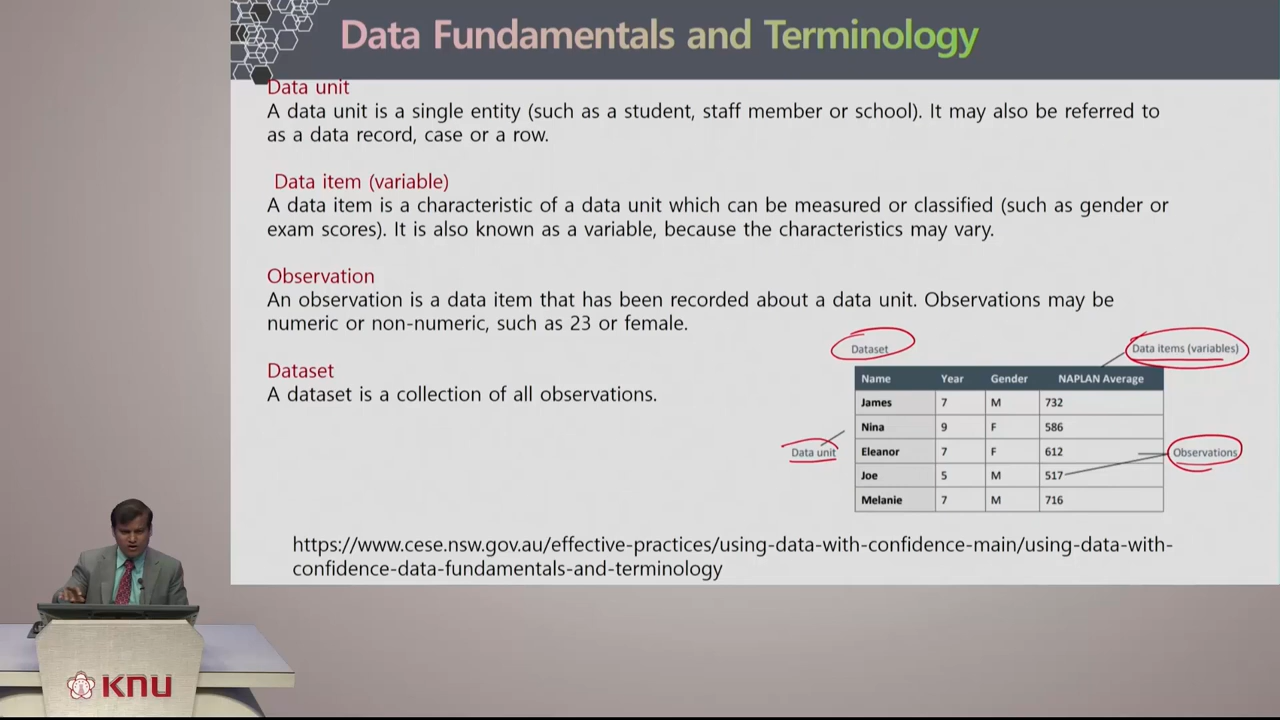 Data Fundamentals and Terminology
Data unit
A data unit is a single entity (such as a student, staff member or school). It may also be referred to
as a data record, case or a row.
Data item (variable)
A data item is a characteristic of a data unit which can be measured or classified (such as gender or
exam scores). It is also known as a variable, because the characteristics may vary.
Observation
An observation is a data item that has been recorded about a data unit. Observations may be
numeric or non-numeric, such as 23 or female.
Dataset
A dataset is a collection of all observations.
Dataset
Data items (variables)
Name Year Gender NAPLAN Average
James 7 M 732
Nina 9 F 586
Data unit
Eleanor 7 F 612
Observations
Joe 5 M 517
Melanie 7 M 716
https://www.cese.nsw.gov.au/effective-practices/using-data-with-confidence-main/using-data-with-
confidence-data-fundamentals-and-terminology
KNU